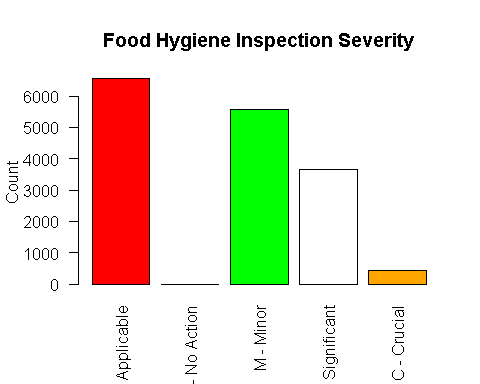 Food Hygiene Inspection Severity
Count
6000
5000
4000
3000
2000
1000
0
Applicable
- No Action
M - Minor
Significant
C - Crucial